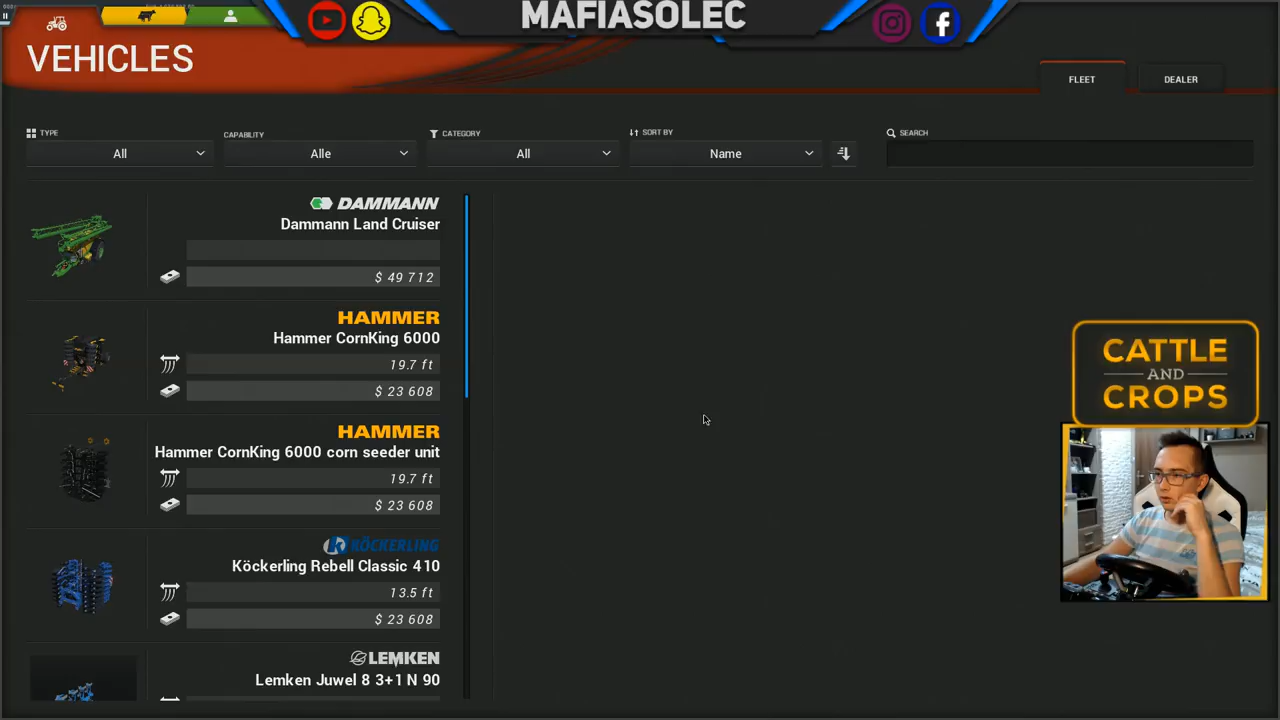 MAFIASOLEC
VEHICLES
FLEET
DEALER
TYPE
CAPABILITY
CATEGORY
SORT BY
SEARCH
All
Alle
All
Name
DAMMANN
Dammann Land Cruiser
$ 49 712
HAMMER
Hammer CornKing 6000
19.7 ft
$ 23 608
HAMMER
Hammer CornKing 6000 corn seeder unit
19.7 ft
$ 23 608
KÖCKERLING
Köckerling Rebell Classic 410
13.5 ft
$ 23 608
LEMKEN
Lemken Juwel 8 3+1 N 90
CATTLE
AND
CROPS